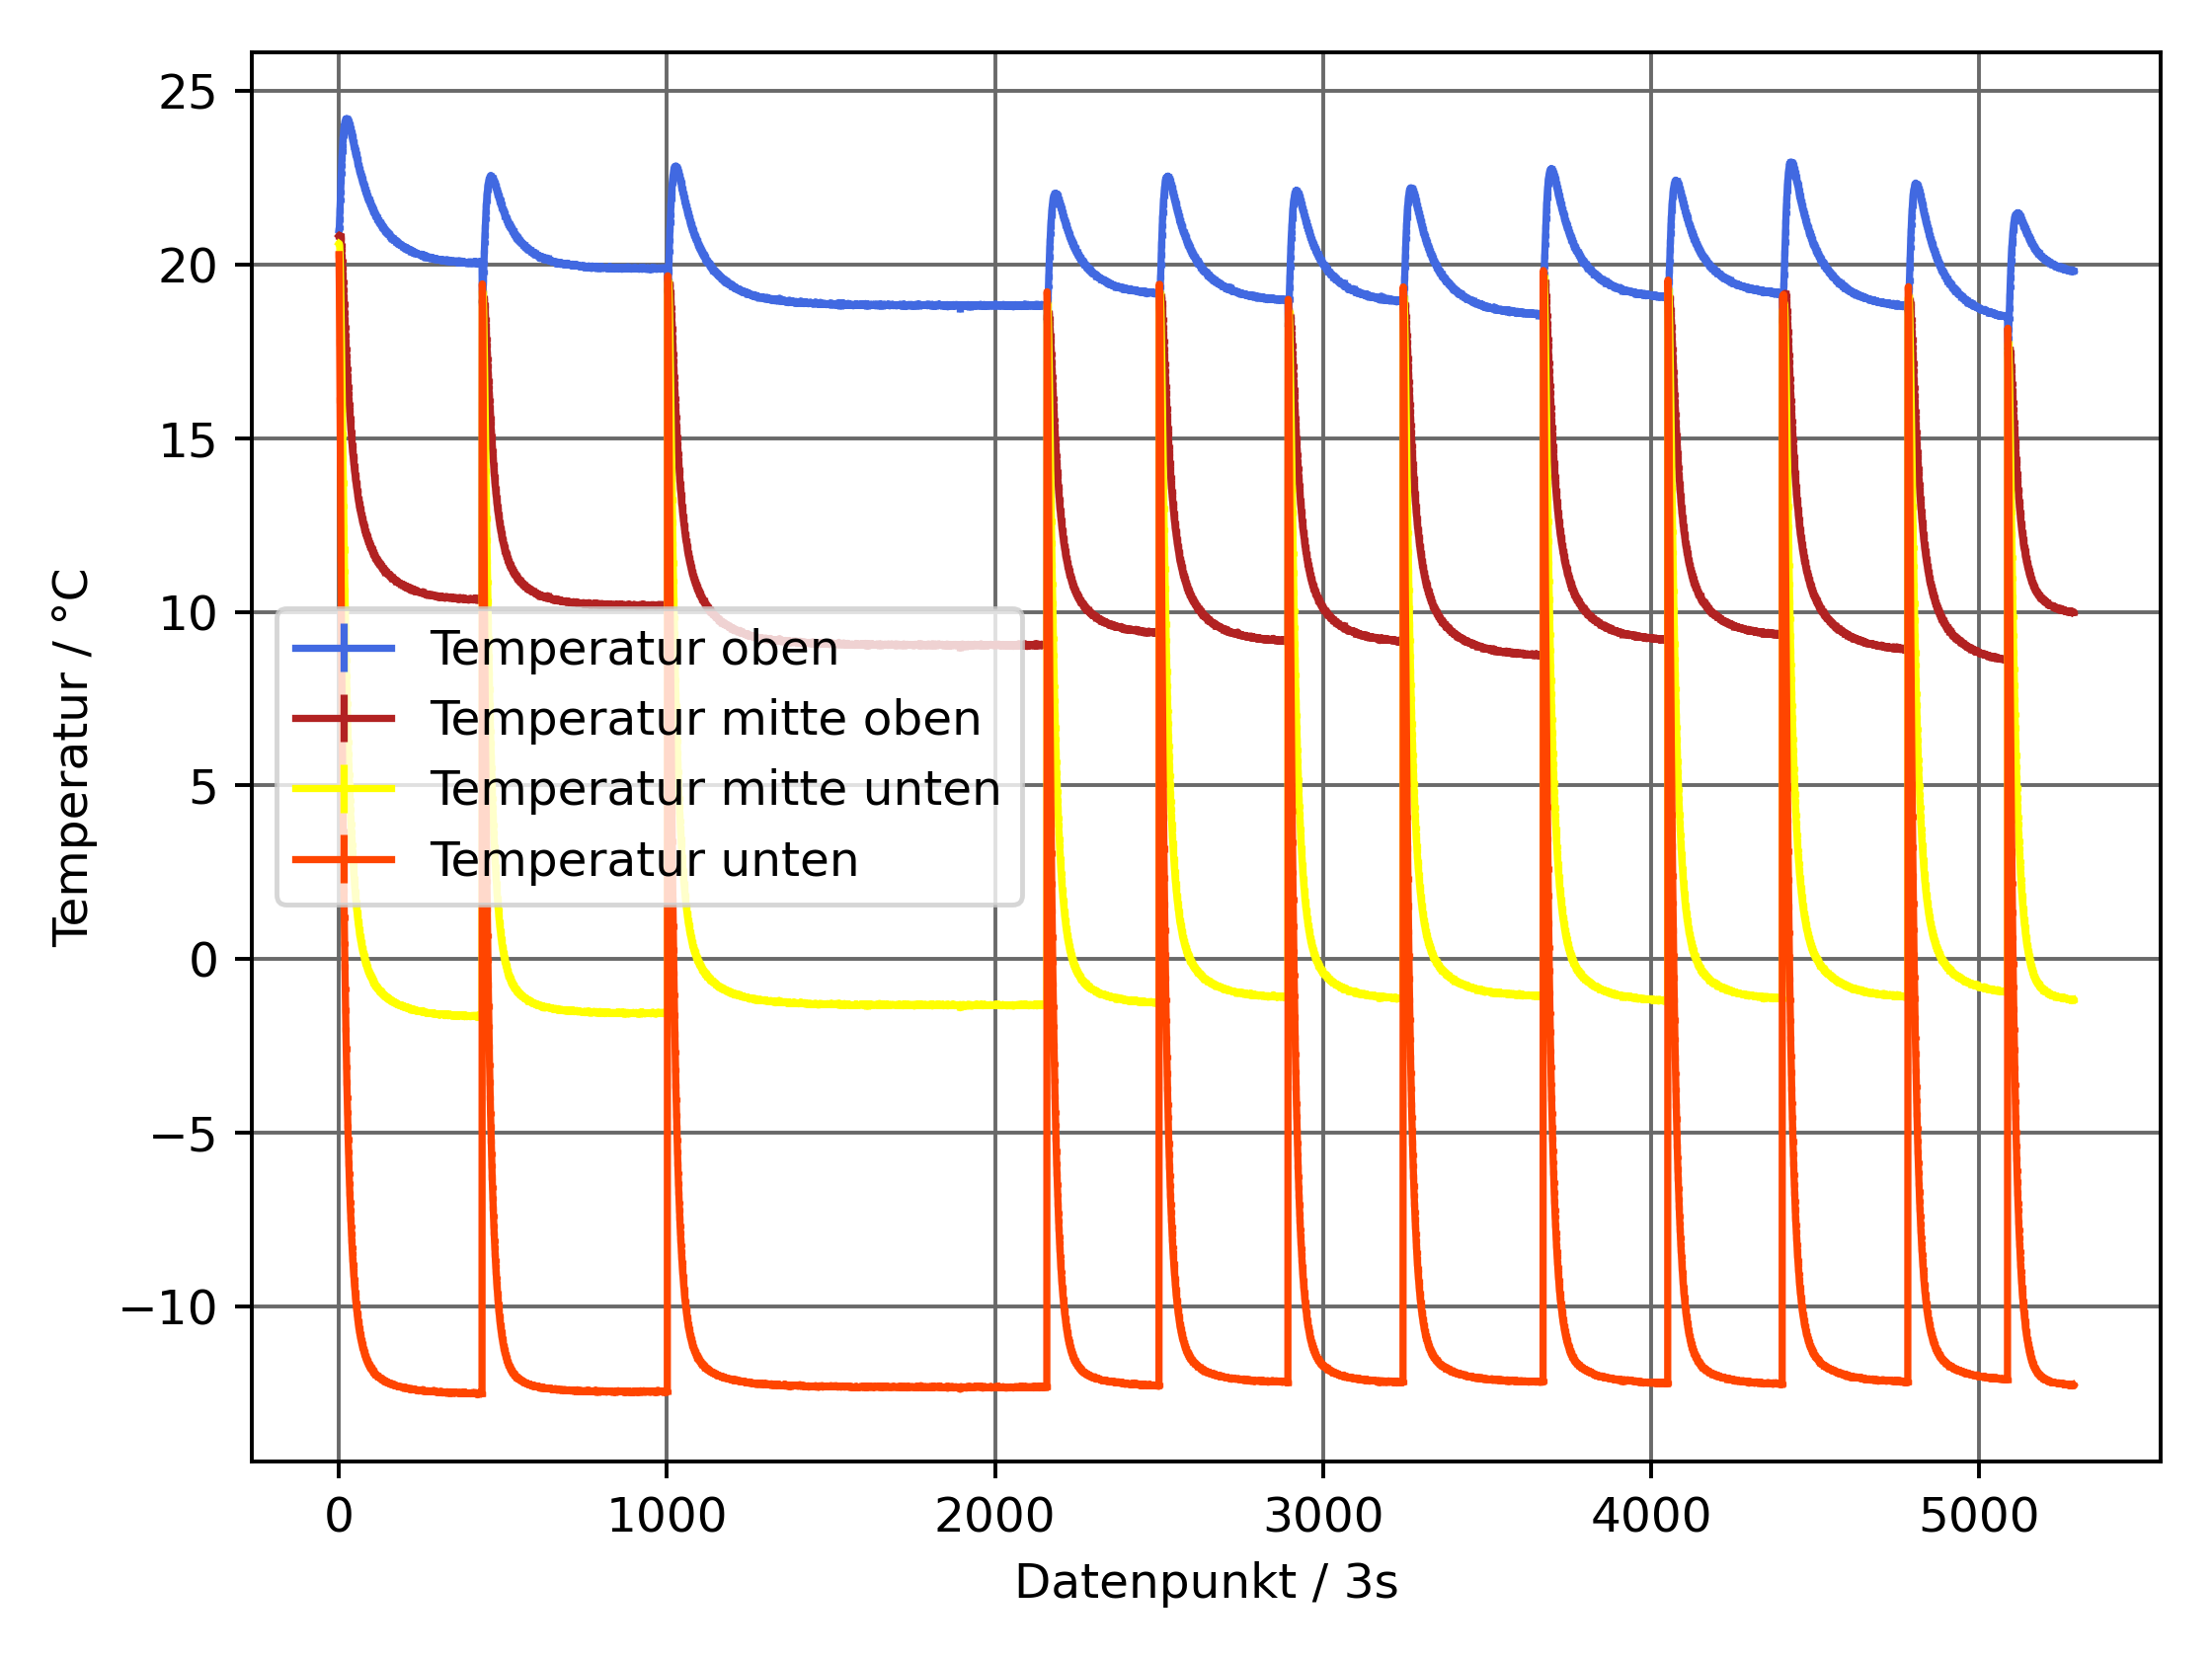 Temperatur / °C
25
20
15
10
5
0
−5
−10
Temperatur oben
Temperatur mitte oben
Temperatur mitte unten
Temperatur unten
0 1000 2000 3000 4000 5000
Datenpunkt / 3s